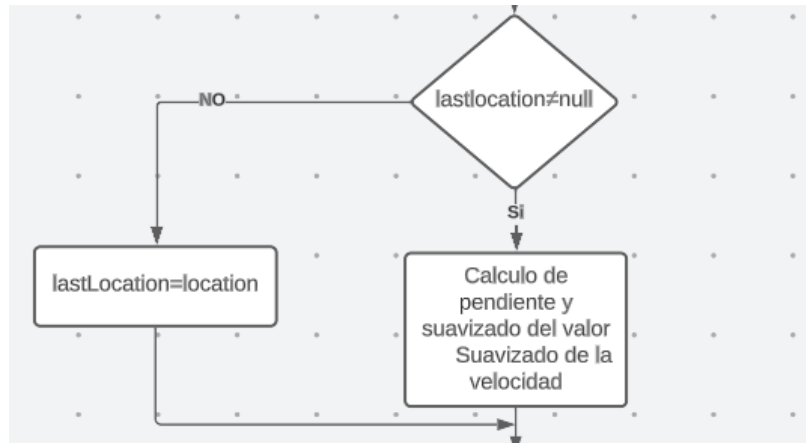 lastlocation≠null
NO
Si
lastLocation=location
Calculo de
pendiente y
suavizado del valor
Suavizado de la
velocidad